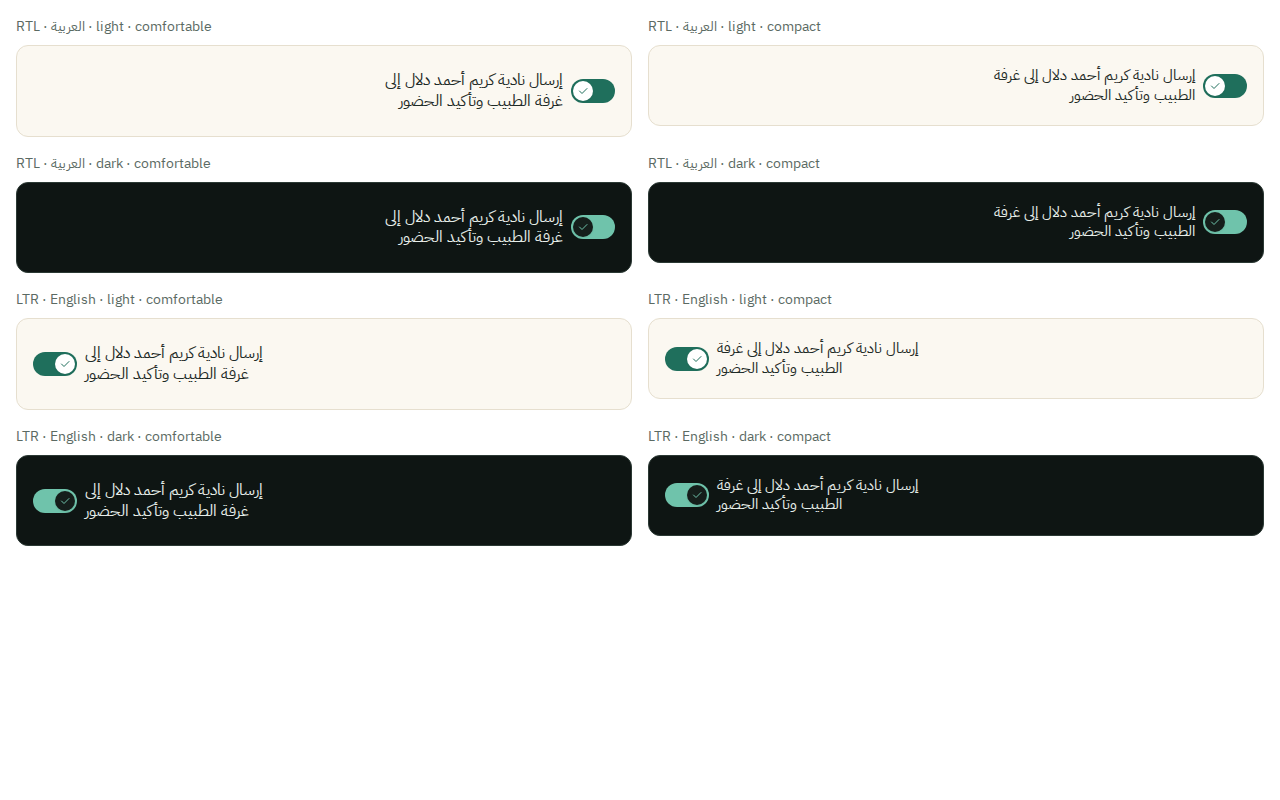 RTL · العربية · light · comfortable
إرسال نادية كريم أحمد دلال إلى
غرفة الطبيب وتأكيد الحضور
RTL · العربية · light · compact
إرسال نادية كريم أحمد دلال إلى غرفة
الطبيب وتأكيد الحضور
RTL · العربية · dark · comfortable
إرسال نادية كريم أحمد دلال إلى
غرفة الطبيب وتأكيد الحضور
RTL · العربية · dark · compact
إرسال نادية كريم أحمد دلال إلى غرفة
الطبيب وتأكيد الحضور
LTR · English · light · comfortable
إرسال نادية كريم أحمد دلال إلى
غرفة الطبيب وتأكيد الحضور
LTR · English · light · compact
إرسال نادية كريم أحمد دلال إلى غرفة
الطبيب وتأكيد الحضور
LTR · English · dark · comfortable
إرسال نادية كريم أحمد دلال إلى
غرفة الطبيب وتأكيد الحضور
LTR · English · dark · compact
إرسال نادية كريم أحمد دلال إلى غرفة
الطبيب وتأكيد الحضور